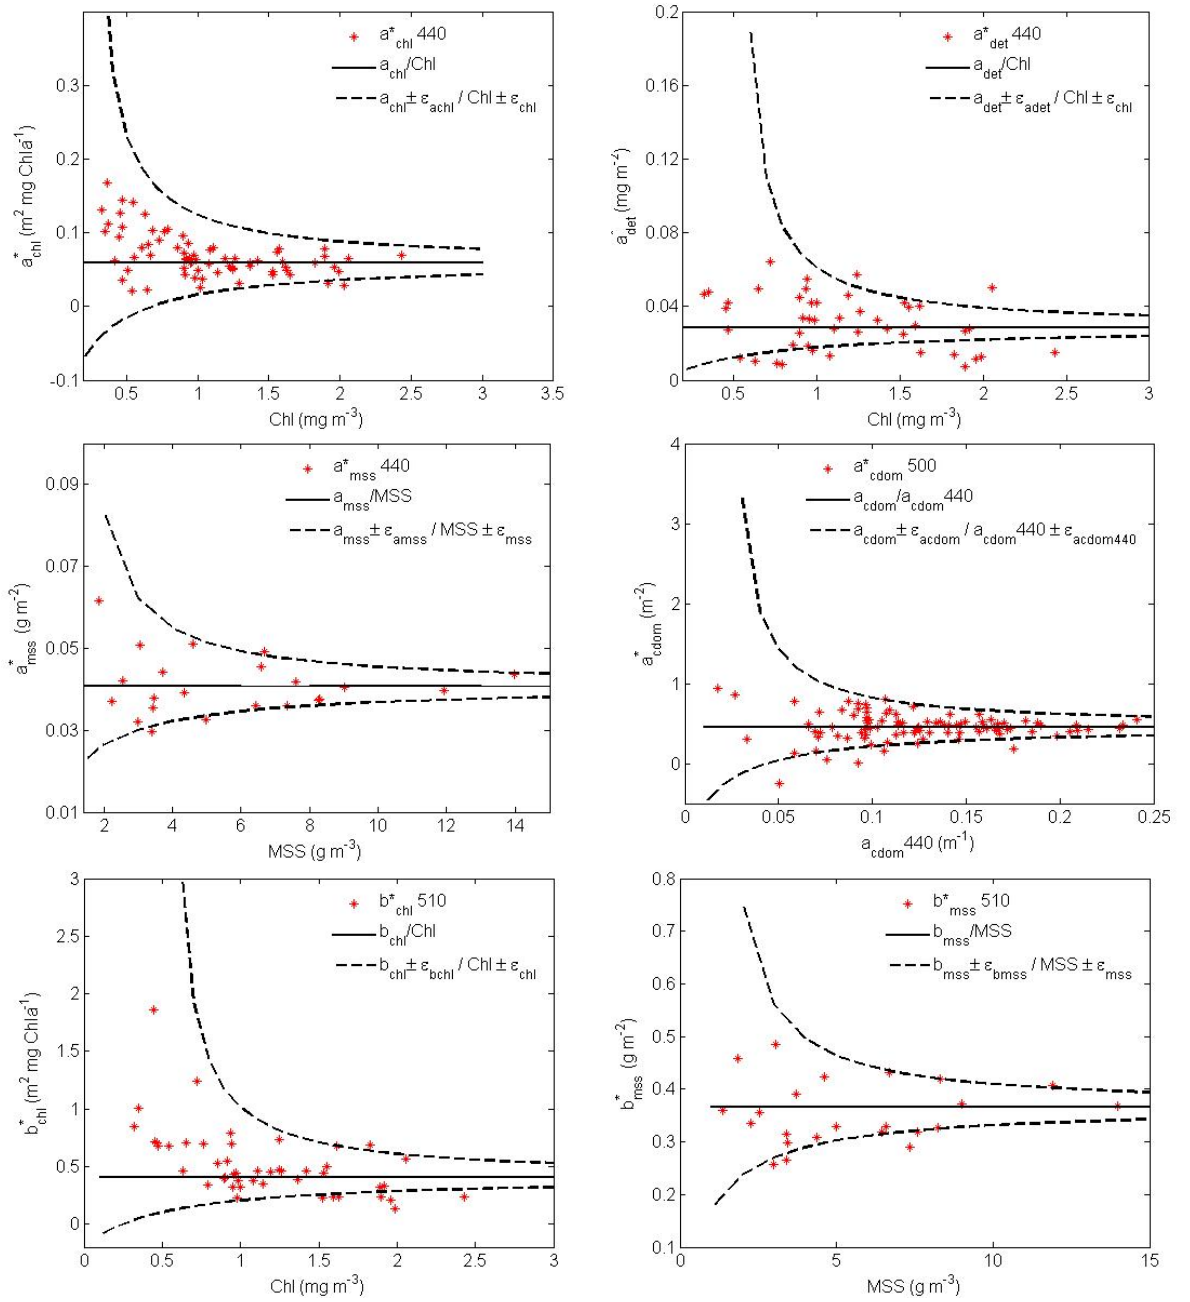 a*chl 440
achl/Chl
achl ± εachl / Chl ± εchl
0.3
0.2
0.1
0
-0.1
a*chl (m2 mg Chla-1)
0.5 1 1.5 2 2.5 3 3.5
Chl (mg m-3)
a*det 440
adet/Chl
adet ± εadet / Chl ± εchl
0.2
0.16
0.12
0.08
0.04
0
a*det (mg m-2)
0.5 1 1.5 2 2.5 3
Chl (mg m-3)
a*mss 440
amss/MSS
amss ± εamss / MSS ± εmss
0.09
0.07
0.05
0.03
0.01
a*mss (g m-2)
2 4 6 8 10 12 14
MSS (g m-3)
a*cdom 500
acdom/acdom440
acdom ± εacdom / acdom440 ± εacdom440
4
3
2
1
0
a*cdom (m-2)
0 0.05 0.1 0.15 0.2 0.25
acdom440 (m-1)
b*chl 510
bchl/Chl
bchl ± εbchl / Chl ± εchl
3
2.5
2
1.5
1
0.5
0
b*chl (m2 mg Chla-1)
0 0.5 1 1.5 2 2.5 3
Chl (mg m-3)
b*mss 510
bmss/MSS
bmss ± εbmss / MSS ± εmss
0.8
0.7
0.6
0.5
0.4
0.3
0.2
0.1
b*mss (g m-2)
5 10 15
MSS (g m-3)